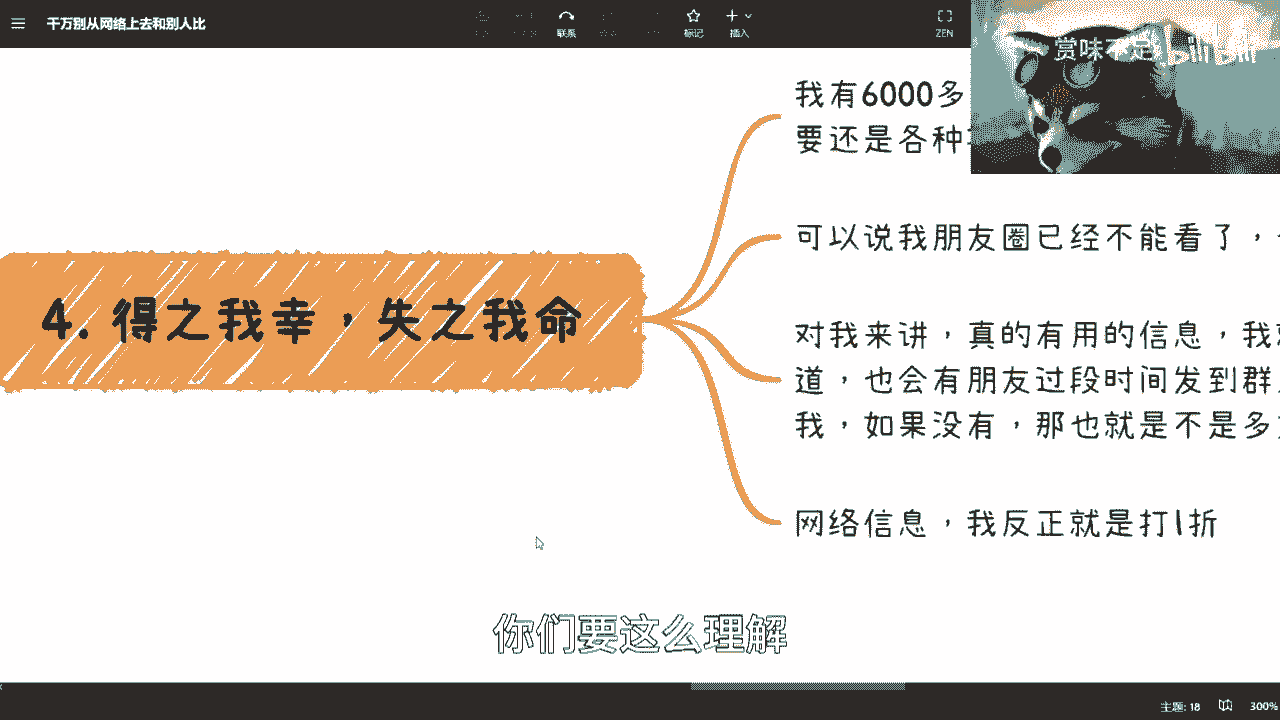 千万别从网络上去和别人比
联系
标记
插入
ZEN
赏味不足 bilibili
我有6000多
要还是各种
可以说我朋友圈已经不能看了，
4. 得之我幸，失之我命
对我来讲，真的有用的信息，我
道，也会有朋友过段时间发到群
我，如果没有，那也就是不是多
网络信息，我反正就是打1折
你们要这么理解
主题: 18
300%